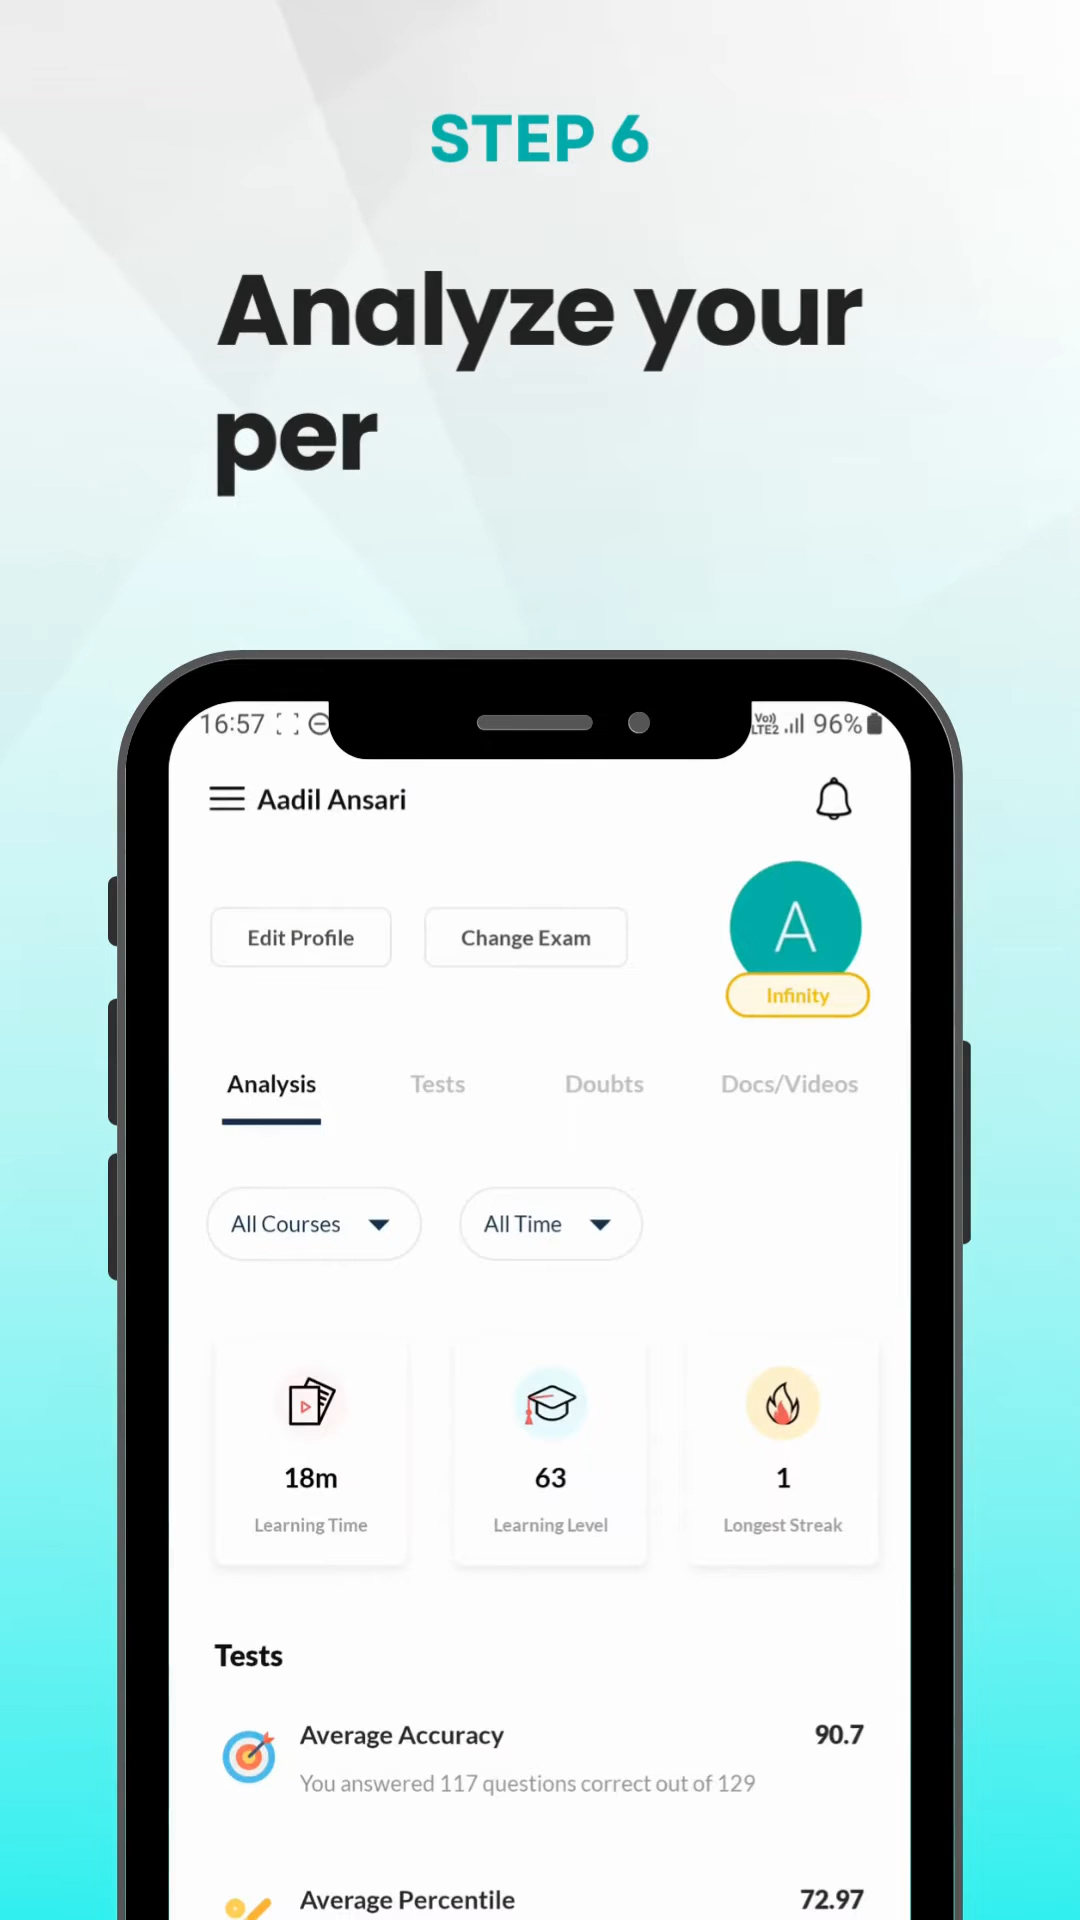 STEP 6
Analyze your
per
16:57 Vo)) LTE2 96%
Aadil Ansari
Edit Profile Change Exam A
Infinity
Analysis Tests Doubts Docs/Videos
All Courses All Time
18m 63 1
Learning Time Learning Level Longest Streak
Tests
Average Accuracy 90.7
You answered 117 questions correct out of 129
Average Percentile 72.97